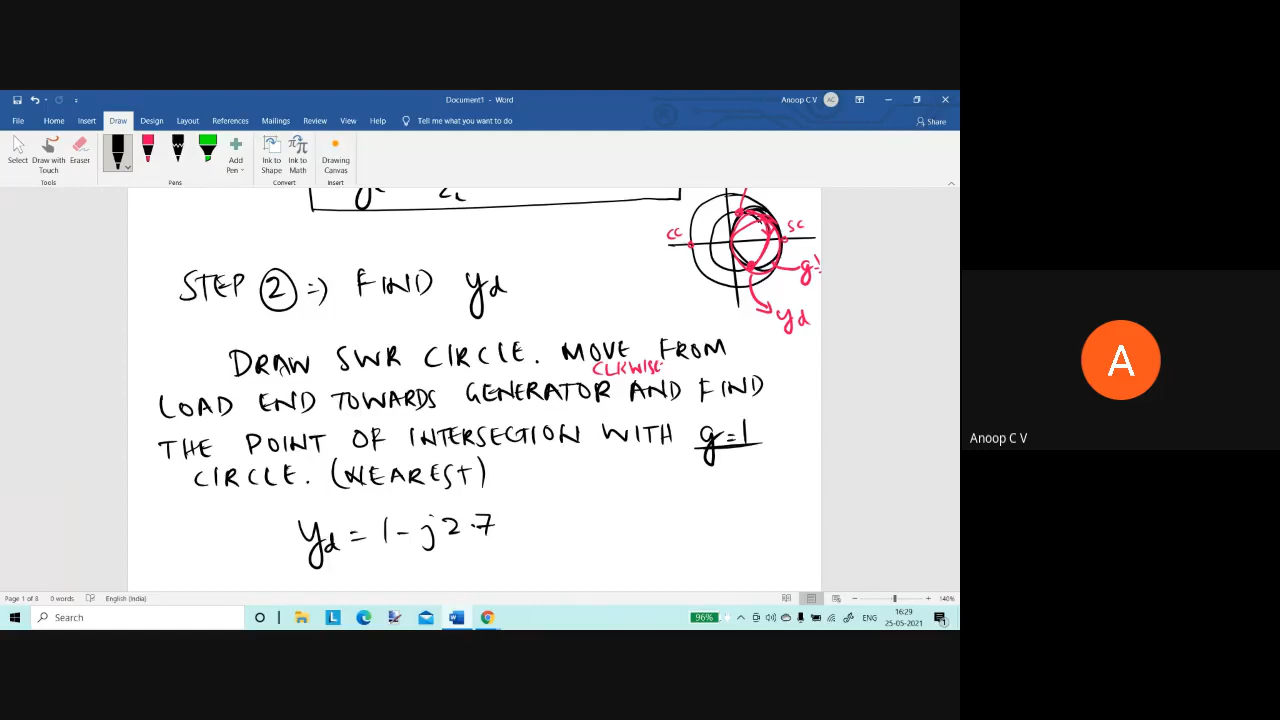 Document1 - Word
Anoop C V
AC
File Home Insert Draw Design Layout References Mailings Review View Help Tell me what you want to do
Share
Select
Draw with Touch
Eraser
Add Pen
Ink to Shape
Ink to Math
Drawing Canvas
Tools
Pens
Convert
Insert
OC
SC
g=1
yd
STEP 2 => FIND yd
DRAW SWR CIRCLE. MOVE FROM
CLKWISE
LOAD END TOWARDS GENERATOR AND FIND
THE POINT OF INTERSECTION WITH g=1
CIRCLE. (NEAREST)
yd = 1-j2.7
Page 1 of 8 0 words English (India)
140%
Search
96%
ENG
16:29
25-05-2021
A
Anoop C V